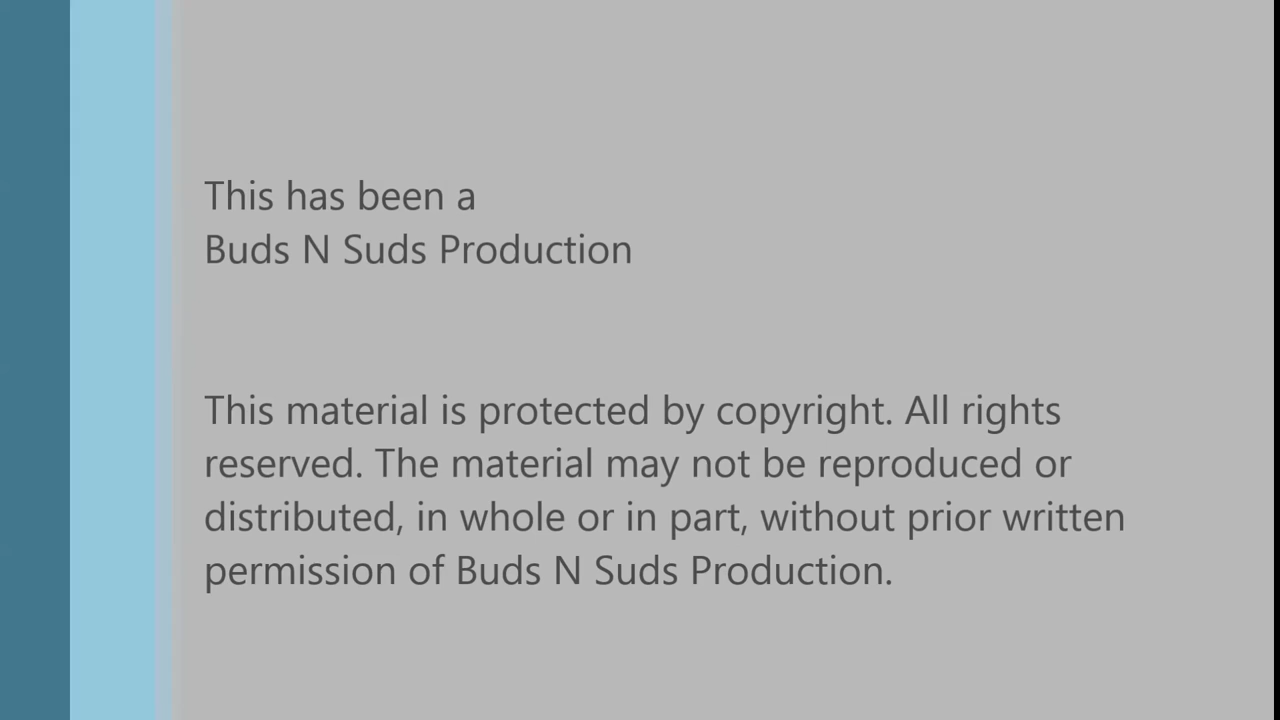 This has been a
Buds N Suds Production
This material is protected by copyright. All rights
reserved. The material may not be reproduced or
distributed, in whole or in part, without prior written
permission of Buds N Suds Production.